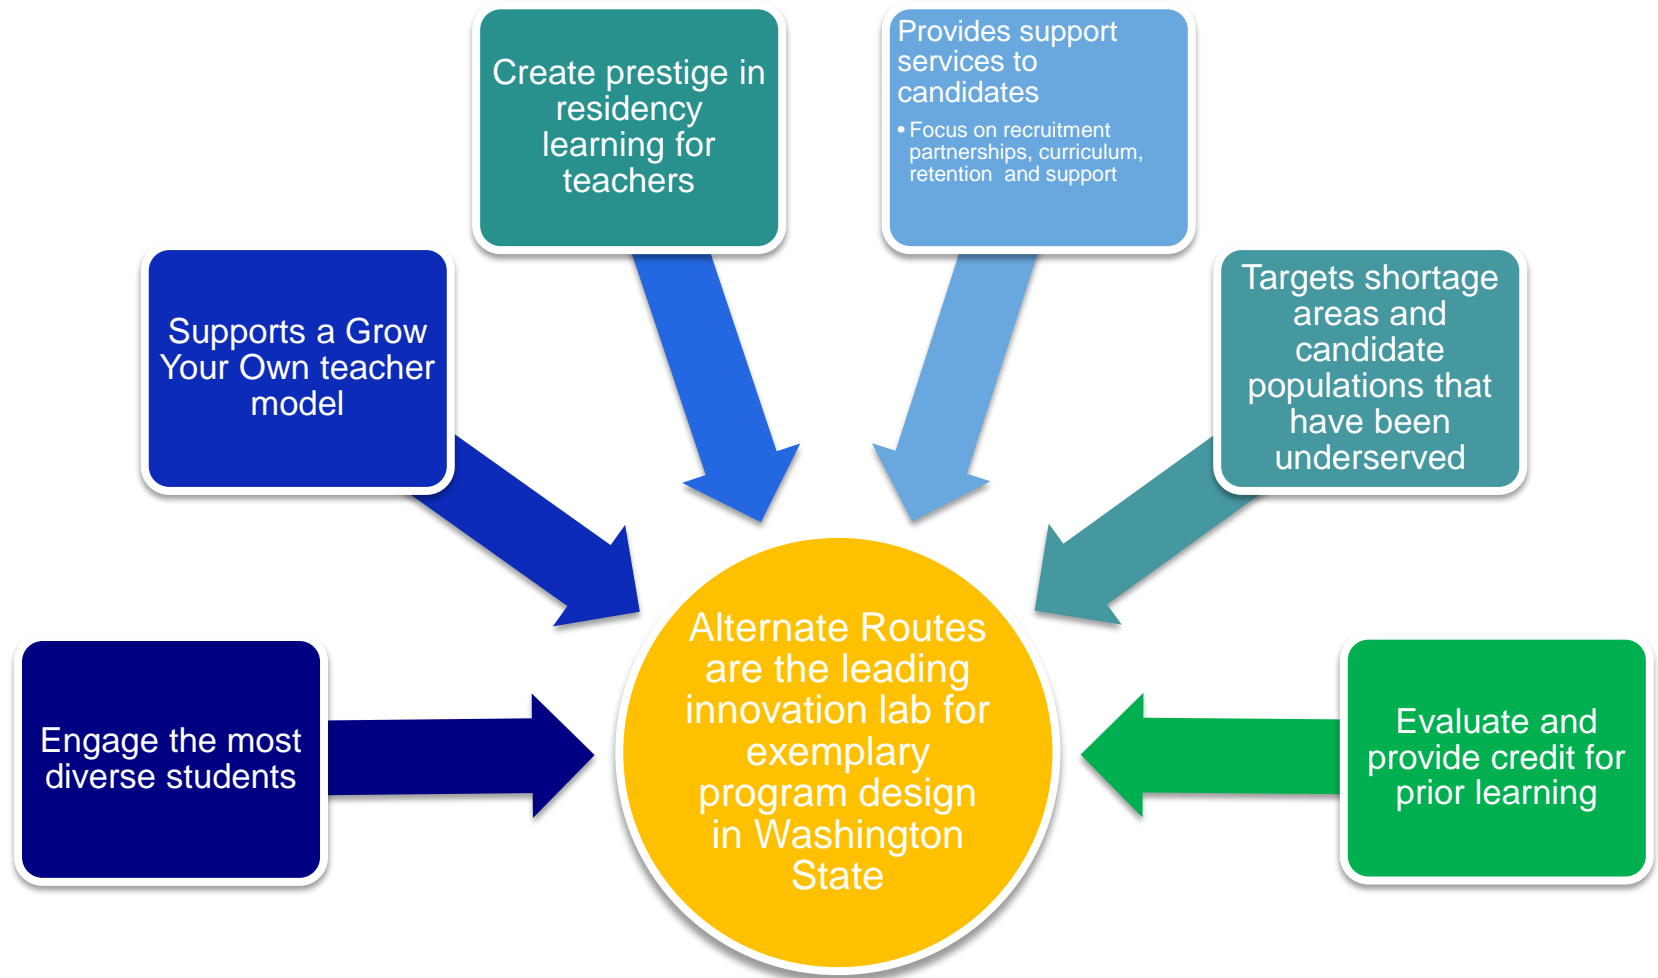 Create prestige in
residency
learning for
teachers
Provides support
services to
candidates
• Focus on recruitment
partnerships, curriculum,
retention and support
Supports a Grow
Your Own teacher
model
Targets shortage
areas and
candidate
populations that
have been
underserved
Engage the most
diverse students
Alternate Routes
are the leading
innovation lab for
exemplary
program design
in Washington
State
Evaluate and
provide credit for
prior learning